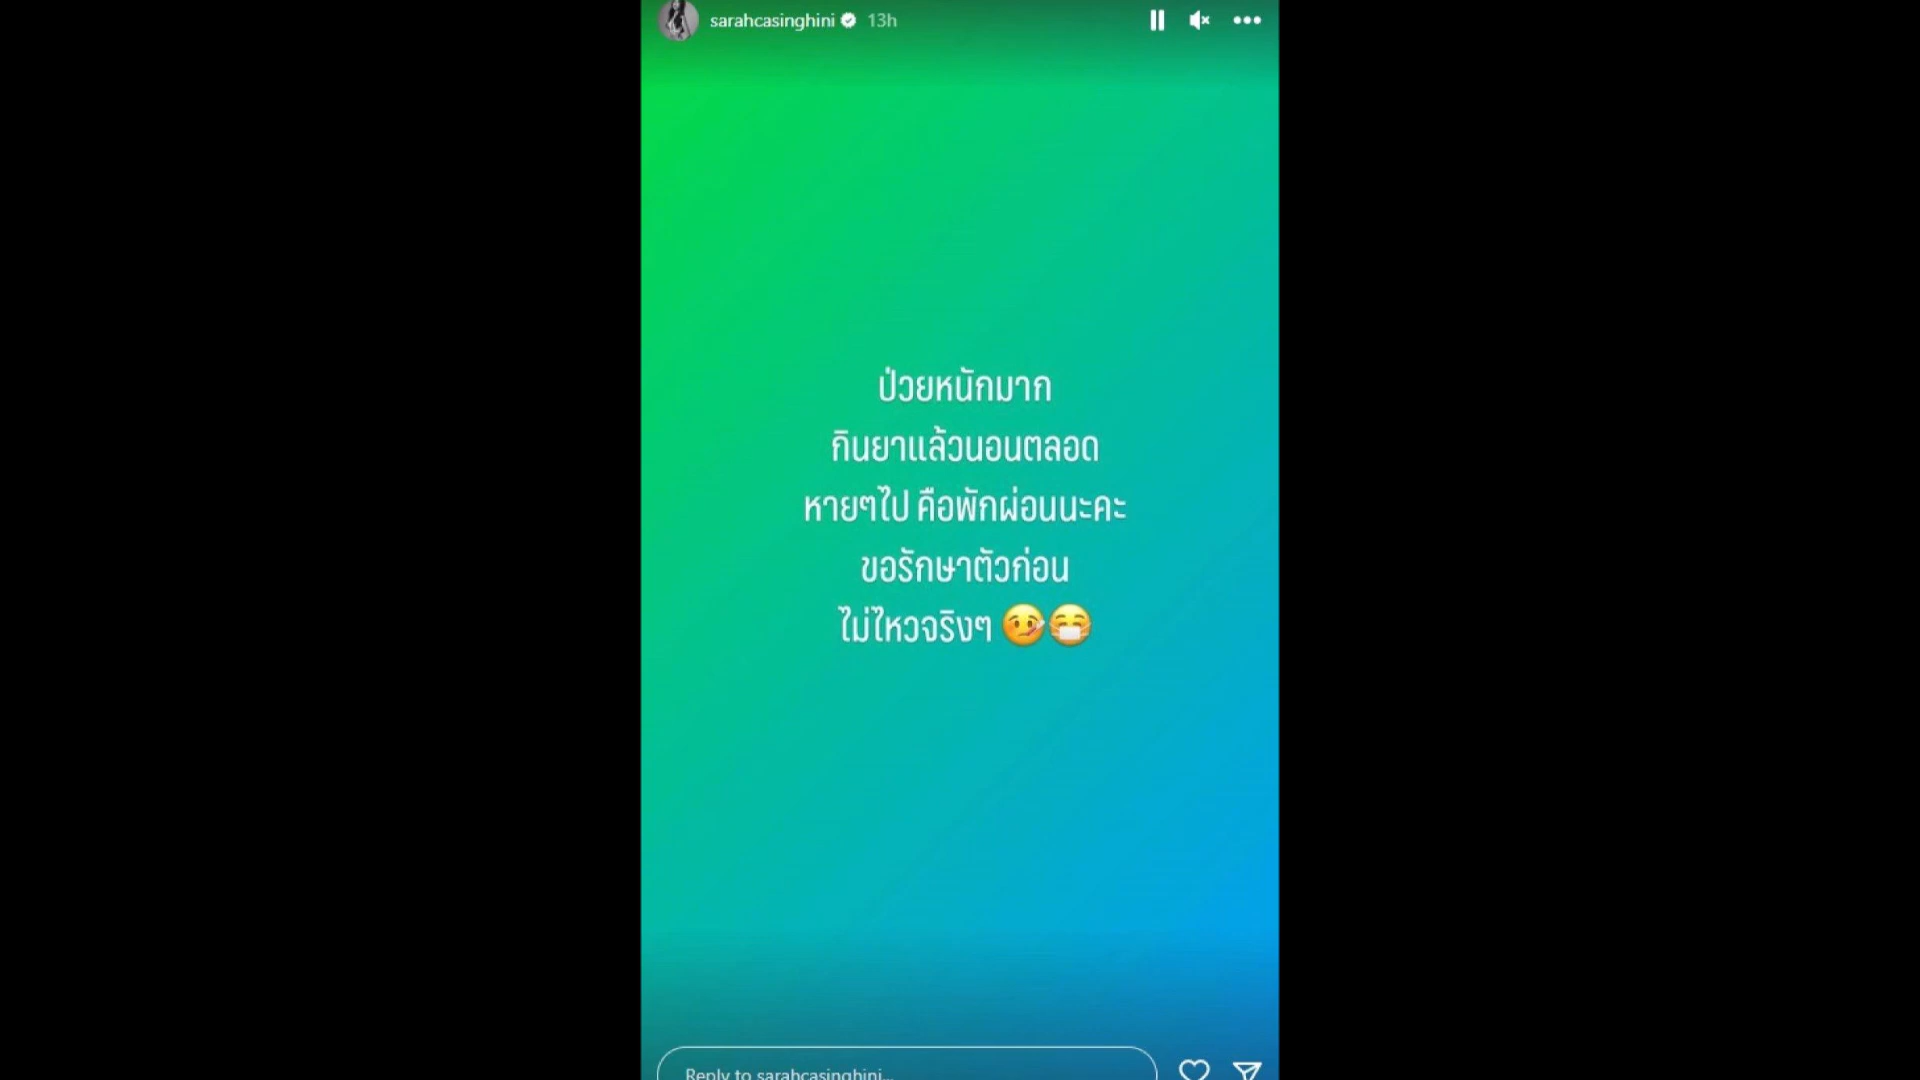 sarahcasinghini 13h
ป่วยหนักมาก
กินยาแล้วนอนตลอด
หายๆไป คือพักผ่อนนะคะ
ขอรักษาตัวก่อน
ไม่ไหวจริงๆ 🤒😷
Reply to sarahcasinghini...